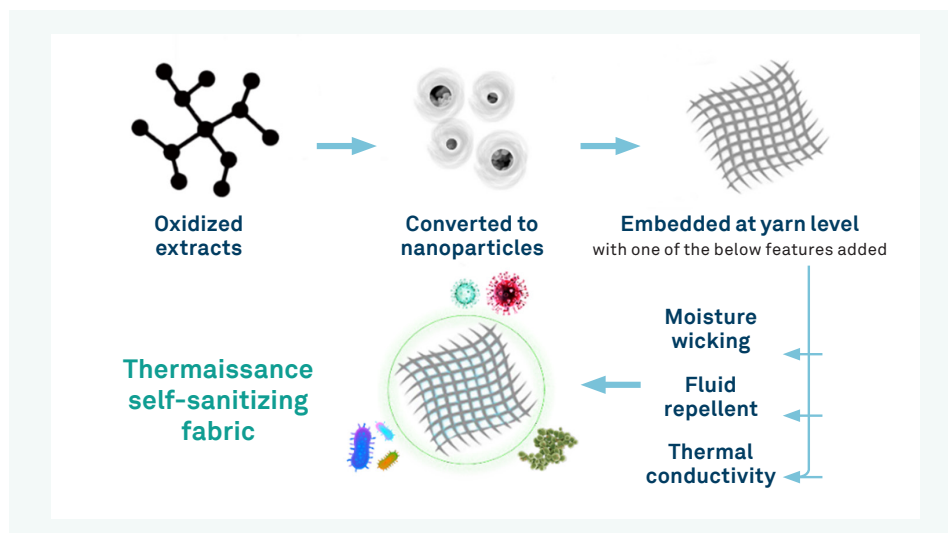 Oxidized
extracts
Converted to
nanoparticles
Embedded at yarn level
with one of the below features added
Moisture
wicking
Fluid
repellent
Thermal
conductivity
Thermaissance
self-sanitizing
fabric